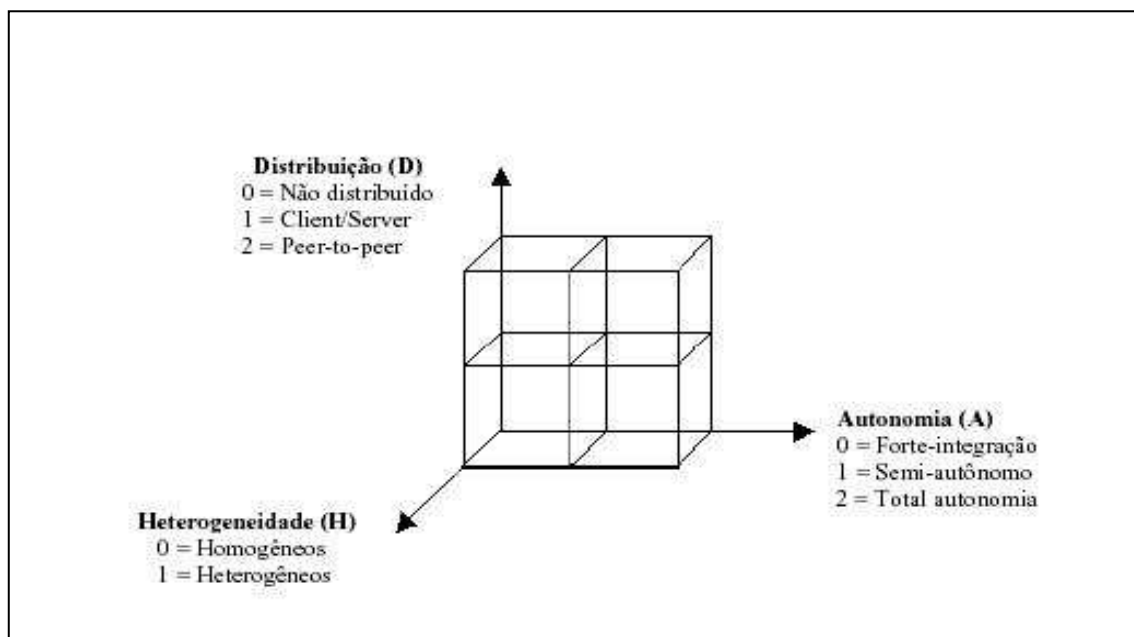 Distribuição (D)
0 = Não distribuido
1 = Client/Server
2 = Peer-to-peer
Autonomia (A)
0 = Forte-integração
1 = Semi-autônomo
2 = Total autonomia
Heterogeneidade (H)
0 = Homogêneos
1 = Heterogêneos